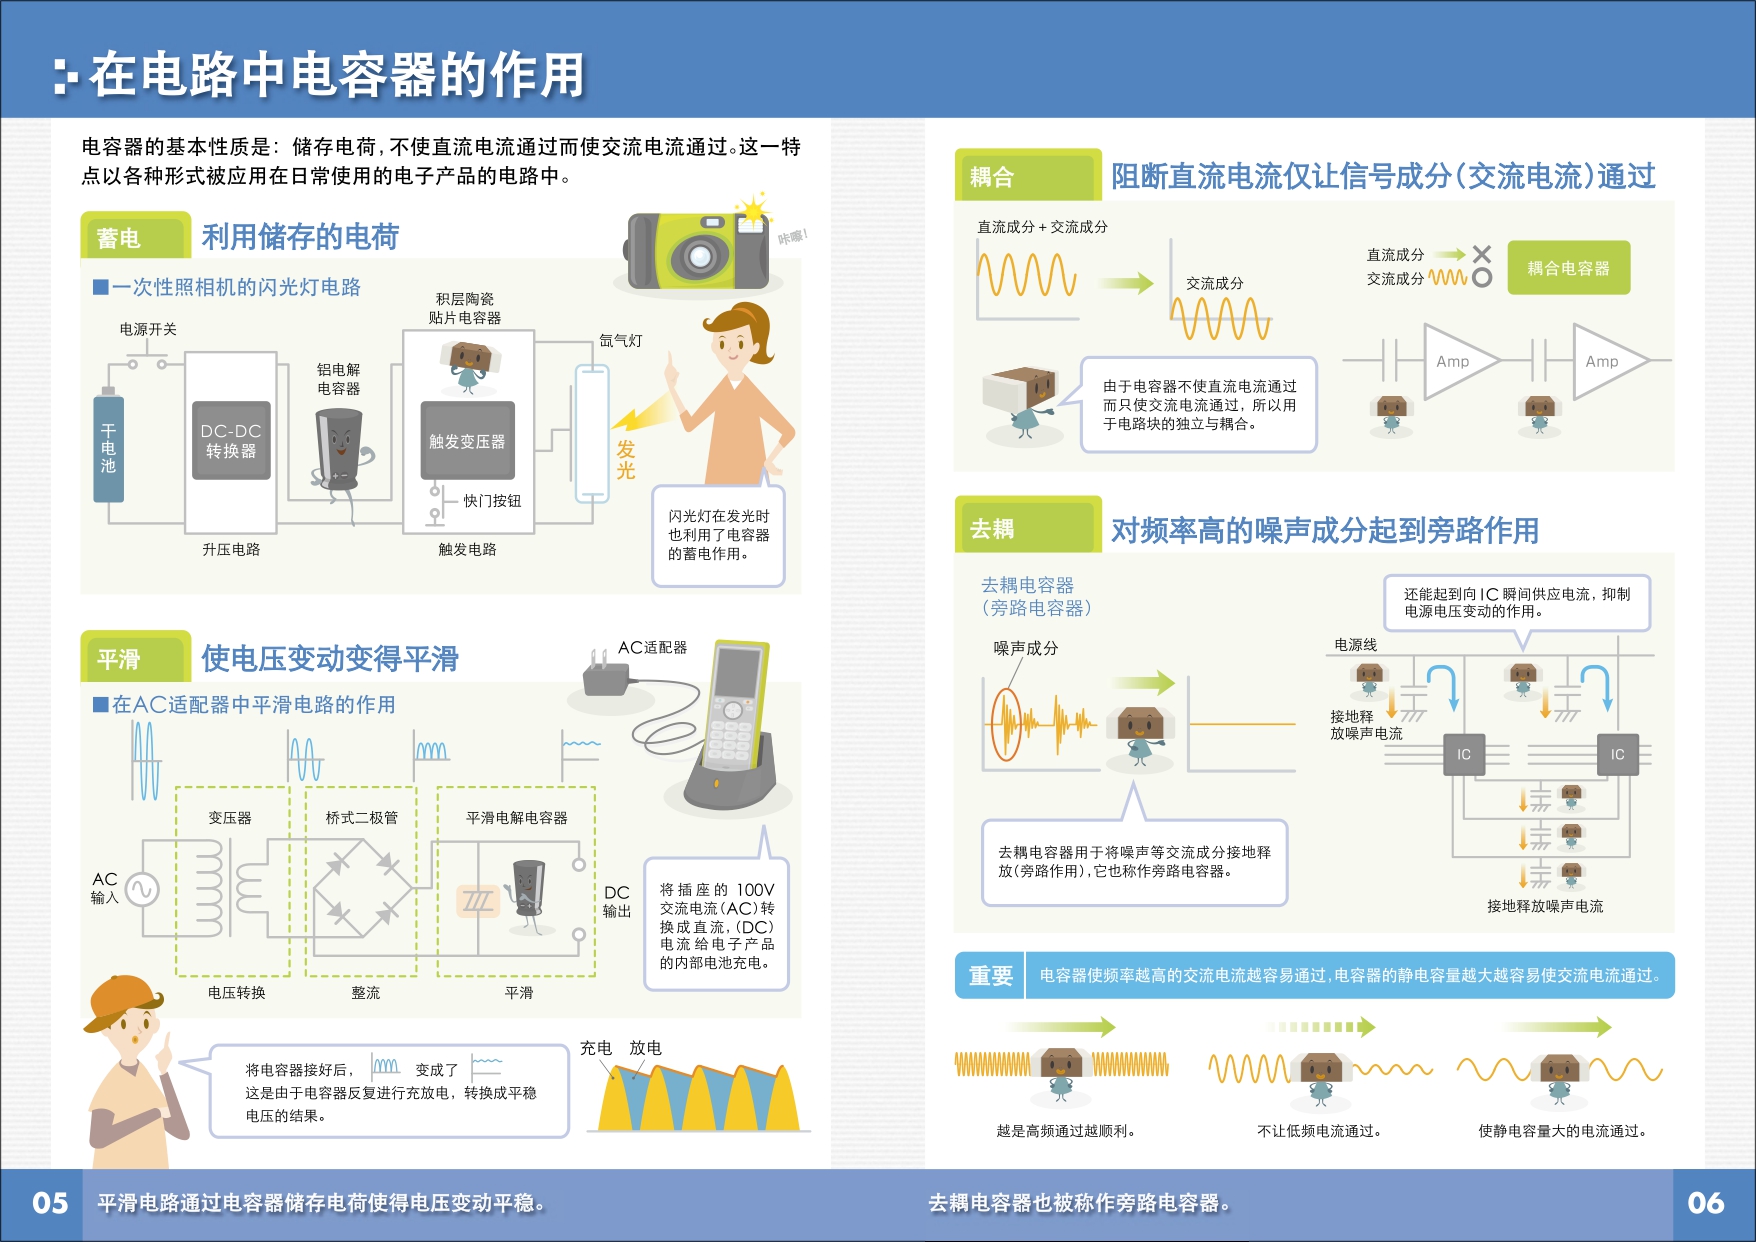 在电路中电容器的作用
电容器的基本性质是：储存电荷，不使直流电流通过而使交流电流通过。这一特
点以各种形式被应用在日常使用的电子产品的电路中。
蓄电
利用储存的电荷
咔嚓！
■一次性照相机的闪光灯电路
电源开关
干电池
DC-DC
转换器
升压电路
铝电解
电容器
积层陶瓷
贴片电容器
触发变压器
快门按钮
触发电路
氙气灯
发光
闪光灯在发光时
也利用了电容器
的蓄电作用。
平滑
使电压变动变得平滑
AC适配器
■在AC适配器中平滑电路的作用
变压器
桥式二极管
平滑电解电容器
AC
输入
DC
输出
电压转换
整流
平滑
将插座的 100V
交流电流（AC）转
换成直流，（DC）
电流给电子产品
的内部电池充电。
将电容器接好后， 变成了
这是由于电容器反复进行充放电，转换成平稳
电压的结果。
充电 放电
05 平滑电路通过电容器储存电荷使得电压变动平稳。
耦合
阻断直流电流仅让信号成分（交流电流）通过
直流成分 + 交流成分
交流成分
直流成分
交流成分
耦合电容器
Amp
Amp
由于电容器不使直流电流通过
而只使交流电流通过，所以用
于电路块的独立与耦合。
去耦
对频率高的噪声成分起到旁路作用
去耦电容器
（旁路电容器）
噪声成分
去耦电容器用于将噪声等交流成分接地释
放（旁路作用），它也称作旁路电容器。
还能起到向IC瞬间供应电流，抑制
电源电压变动的作用。
电源线
接地释
放噪声电流
IC
IC
接地释放噪声电流
重要
电容器使频率越高的交流电流越容易通过，电容器的静电容量越大越容易使交流电流通过。
越是高频通过越顺利。
不让低频电流通过。
使静电容量大的电流通过。
去耦电容器也被称作旁路电容器。 06